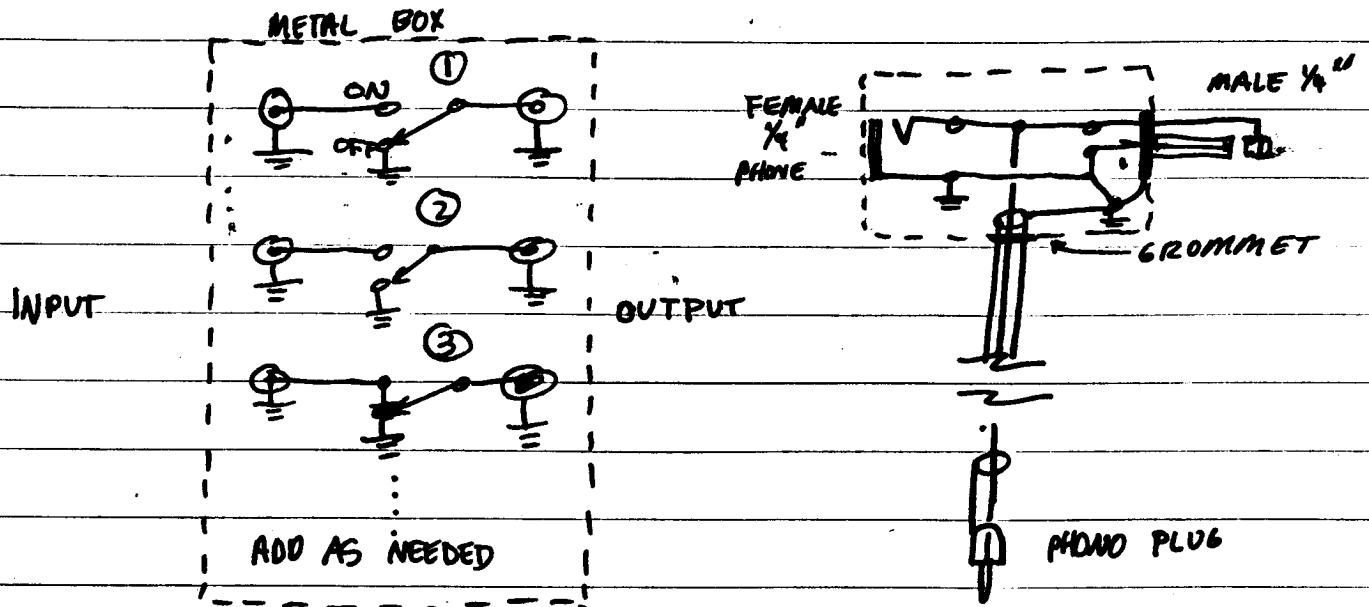 METAL BOX
①
ON
OFF
②
INPUT
OUTPUT
③
ADD AS NEEDED
FEMALE
1/4"
PHONE
MALE 1/4"
GROMMET
PHONO PLUG